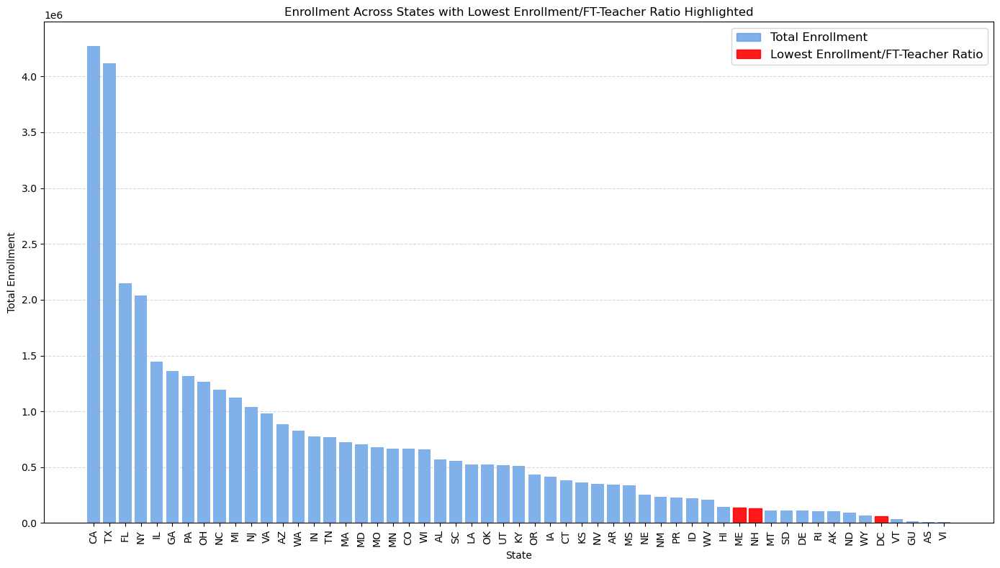 Enrollment Across States with Lowest Enrollment/FT-Teacher Ratio Highlighted
1e6
Total Enrollment
Lowest Enrollment/FT-Teacher Ratio
4.0
3.5
3.0
2.5
2.0
1.5
1.0
0.5
0.0
Total Enrollment
CA TX FL NY IL GA PA OH NC MI NJ VA AZ WA IN TN MA MD MO MN CO WI AL SC LA OK UT KY OR IA CT KS NV AR MS NE NM PR ID WV HI ME NH MT SD DE RI AK ND WY DC VT GU AS VI
State